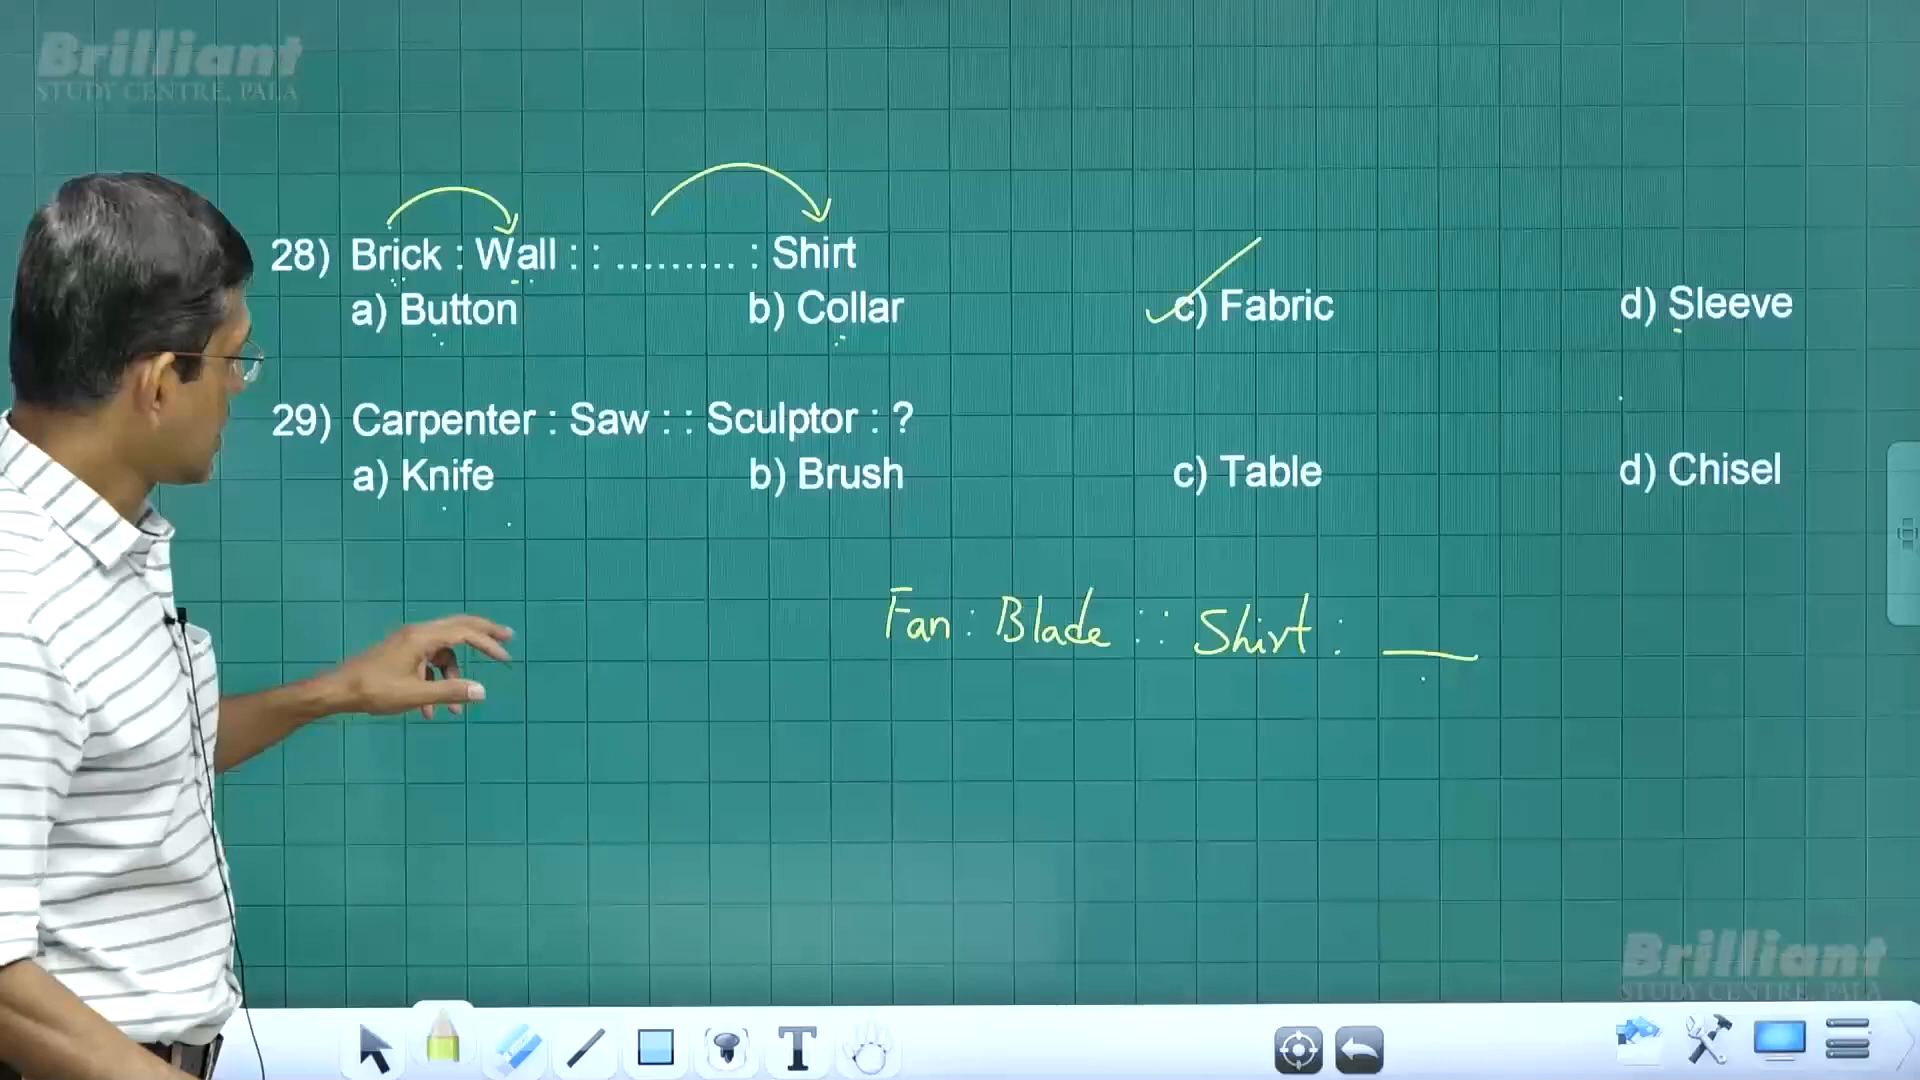 Brilliant
STUDY CENTRE, PALA
28) Brick : Wall : : ......... : Shirt
a) Button b) Collar c) Fabric d) Sleeve
29) Carpenter : Saw : : Sculptor : ?
a) Knife b) Brush c) Table d) Chisel
Fan : Blade : : Shirt : ___
Brilliant
STUDY CENTRE, PALA
T